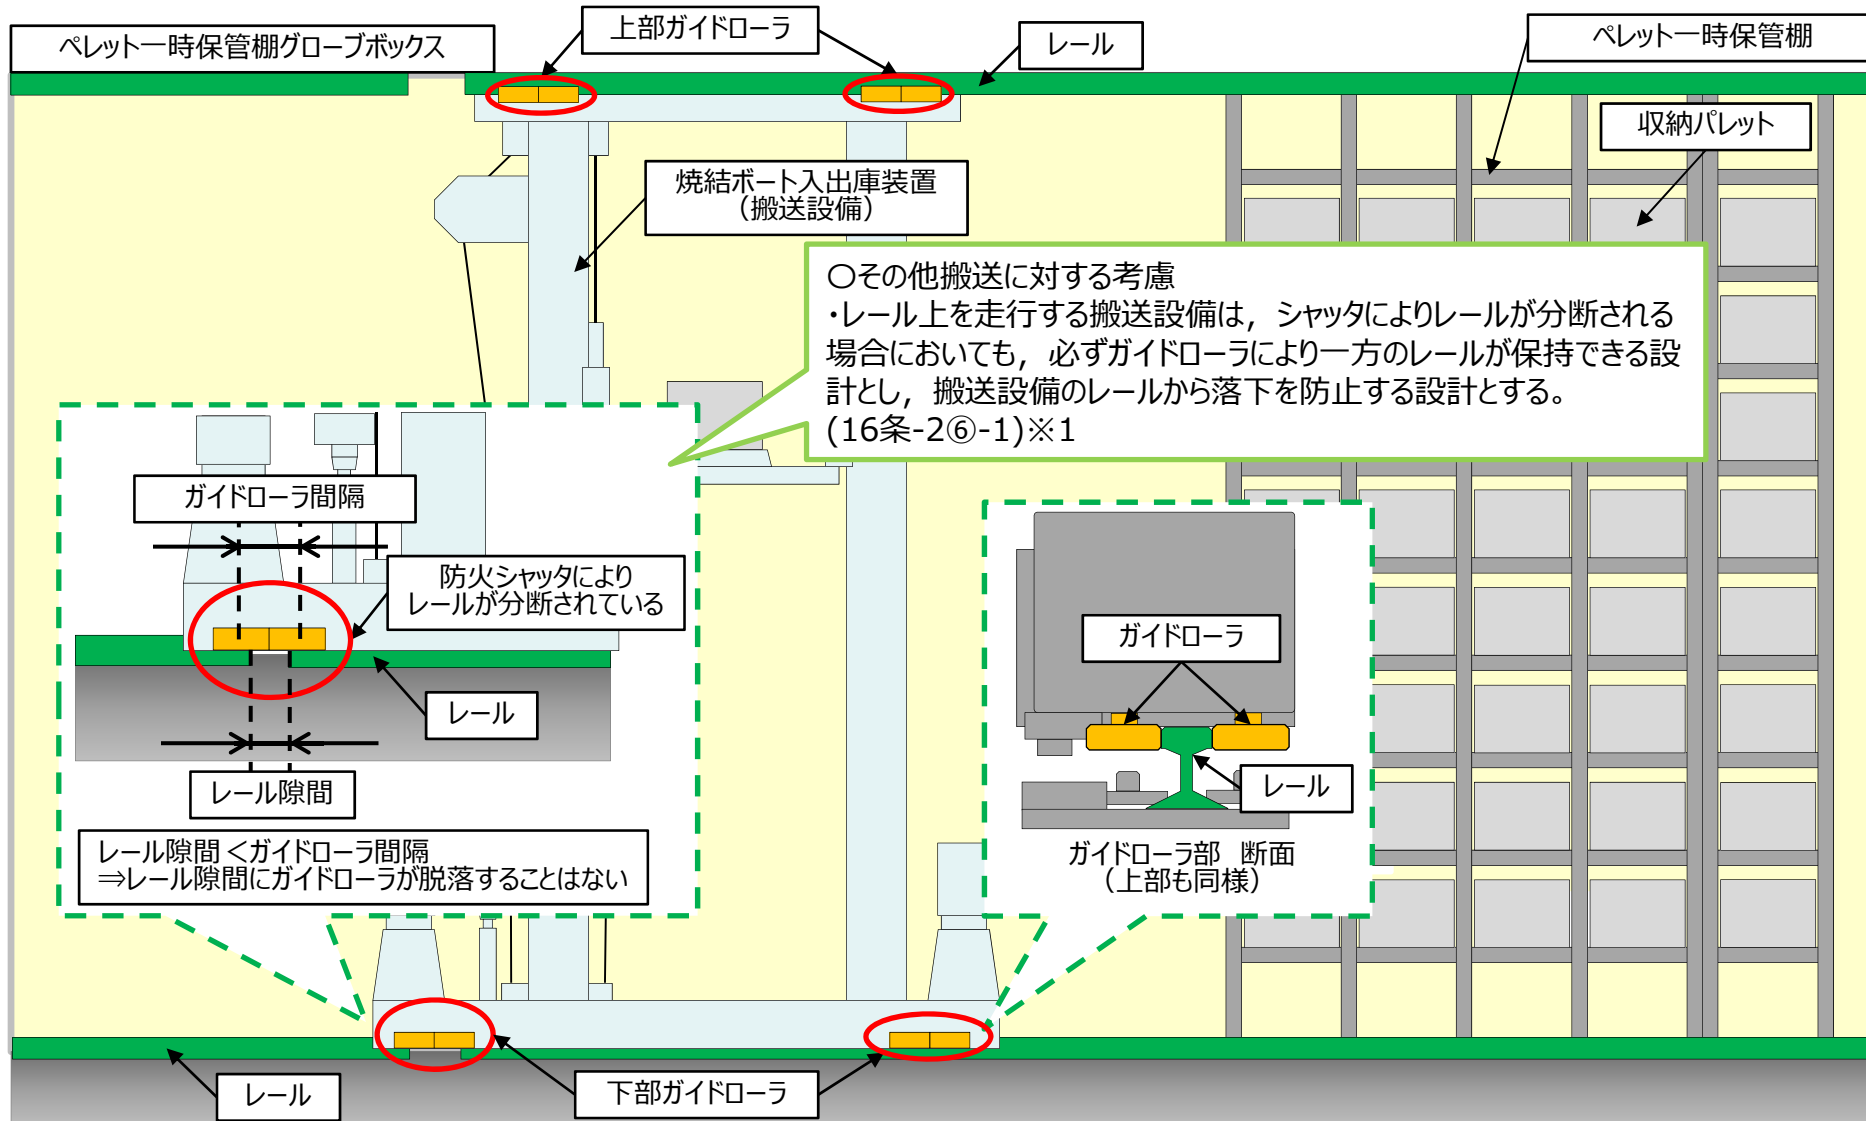 ペレット一時保管棚グローブボックス
上部ガイドローラ
レール
ペレット一時保管棚
収納パレット
焼結ボート入出庫装置
（搬送設備）
〇その他搬送に対する考慮
・レール上を走行する搬送設備は，シャッタによりレールが分断される
場合においても，必ずガイドローラにより一方のレールが保持できる設
計とし，搬送設備のレールから落下を防止する設計とする。
(16条-2⑥-1)※1
ガイドローラ間隔
防火シャッタにより
レールが分断されている
レール
レール隙間
レール隙間＜ガイドローラ間隔
⇒レール隙間にガイドローラが脱落することはない
ガイドローラ
レール
ガイドローラ部　断面
（上部も同様）
レール
下部ガイドローラ